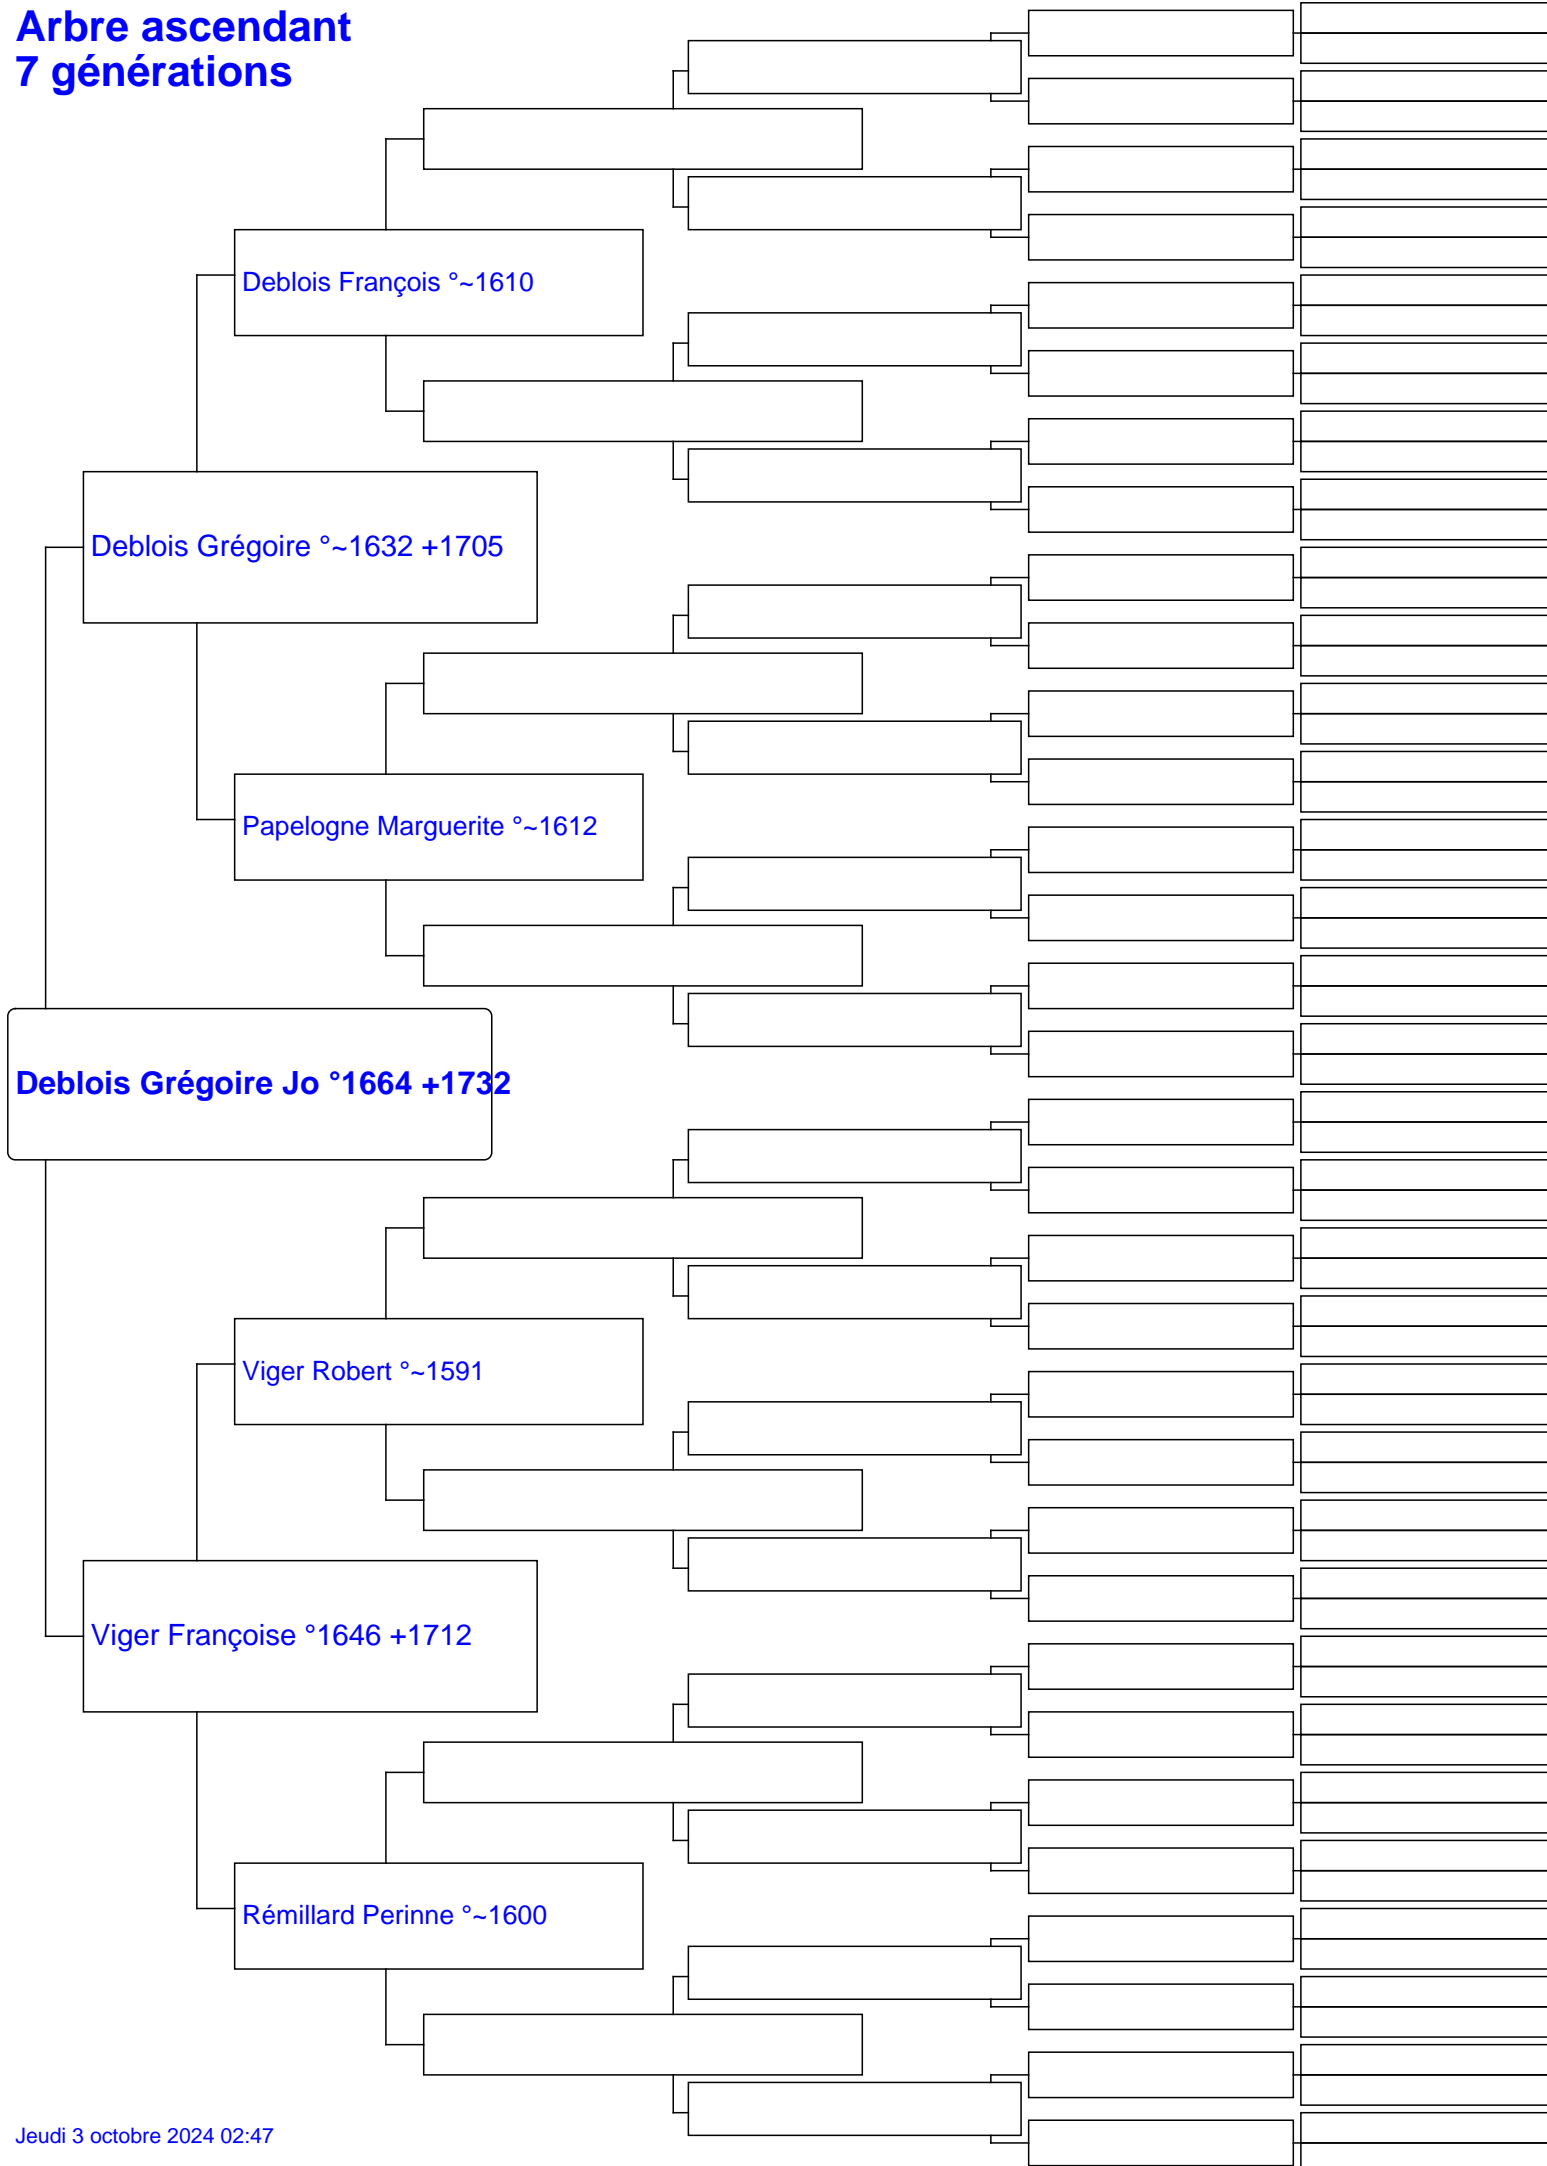 Arbre ascendant
7 générations
Deblois François °~1610
Deblois Grégoire °~1632 +1705
Papelogne Marguerite °~1612
Deblois Grégoire Jo °1664 +1732
Viger Robert °~1591
Viger Françoise °1646 +1712
Rémillard Perinne °~1600
Jeudi 3 octobre 2024 02:47